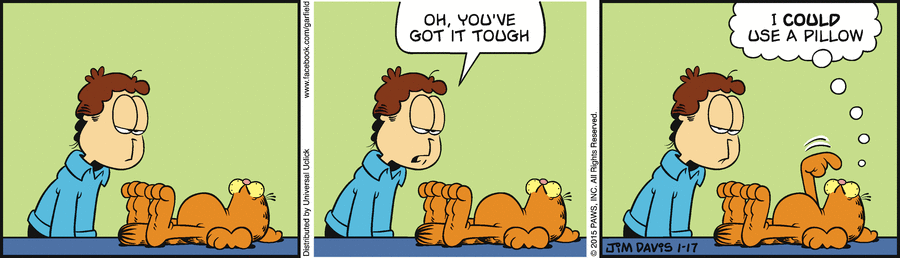 Distributed by Universal Uclick
www.facebook.com/garfield
OH, YOU'VE
GOT IT TOUGH
© 2015 PAWS, INC. All Rights Reserved.
I COULD
USE A PILLOW
JIM DAVIS 1-17